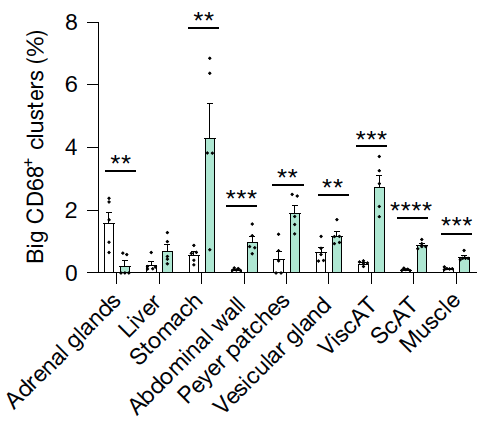 Big CD68⁺ clusters (%)
8
6
4
2
0
**
**
***
**
**
***
****
***
Adrenal glands
Liver
Stomach
Abdominal wall
Peyer patches
Vesicular gland
ViscAT
ScAT
Muscle